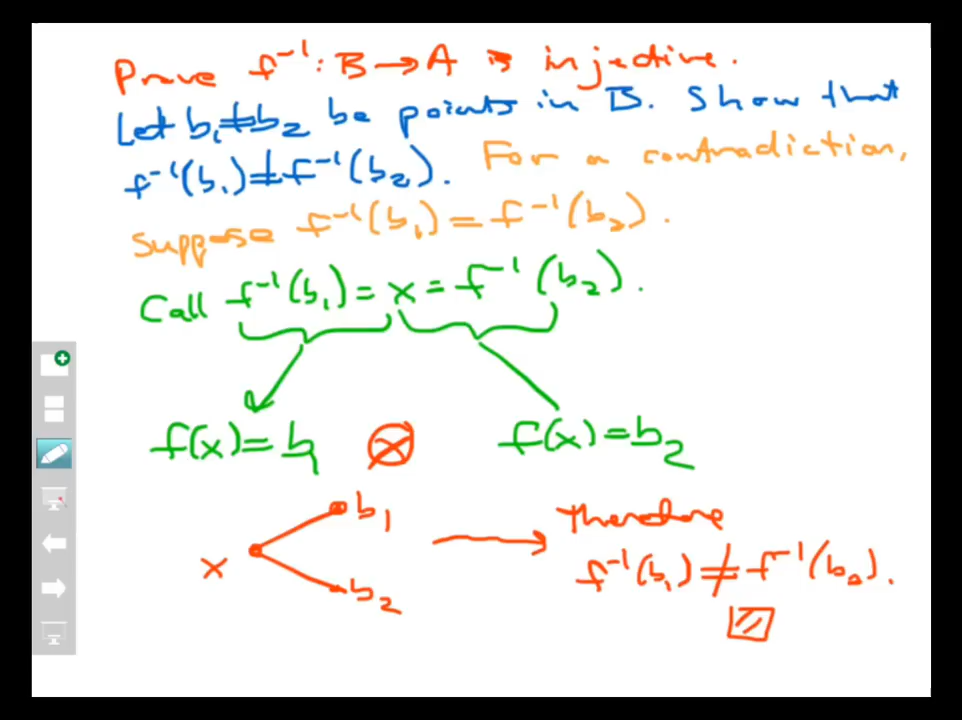 Prove f⁻¹: B → A is injective.
Let b₁ ≠ b₂ be points in B. Show that
f⁻¹(b₁) ≠ f⁻¹(b₂). For a contradiction,
suppose f⁻¹(b₁) = f⁻¹(b₂).
Call f⁻¹(b₁) = x = f⁻¹(b₂).
f(x) = b₁ f(x) = b₂
b₁
x
b₂
therefore
f⁻¹(b₁) ≠ f⁻¹(b₂).